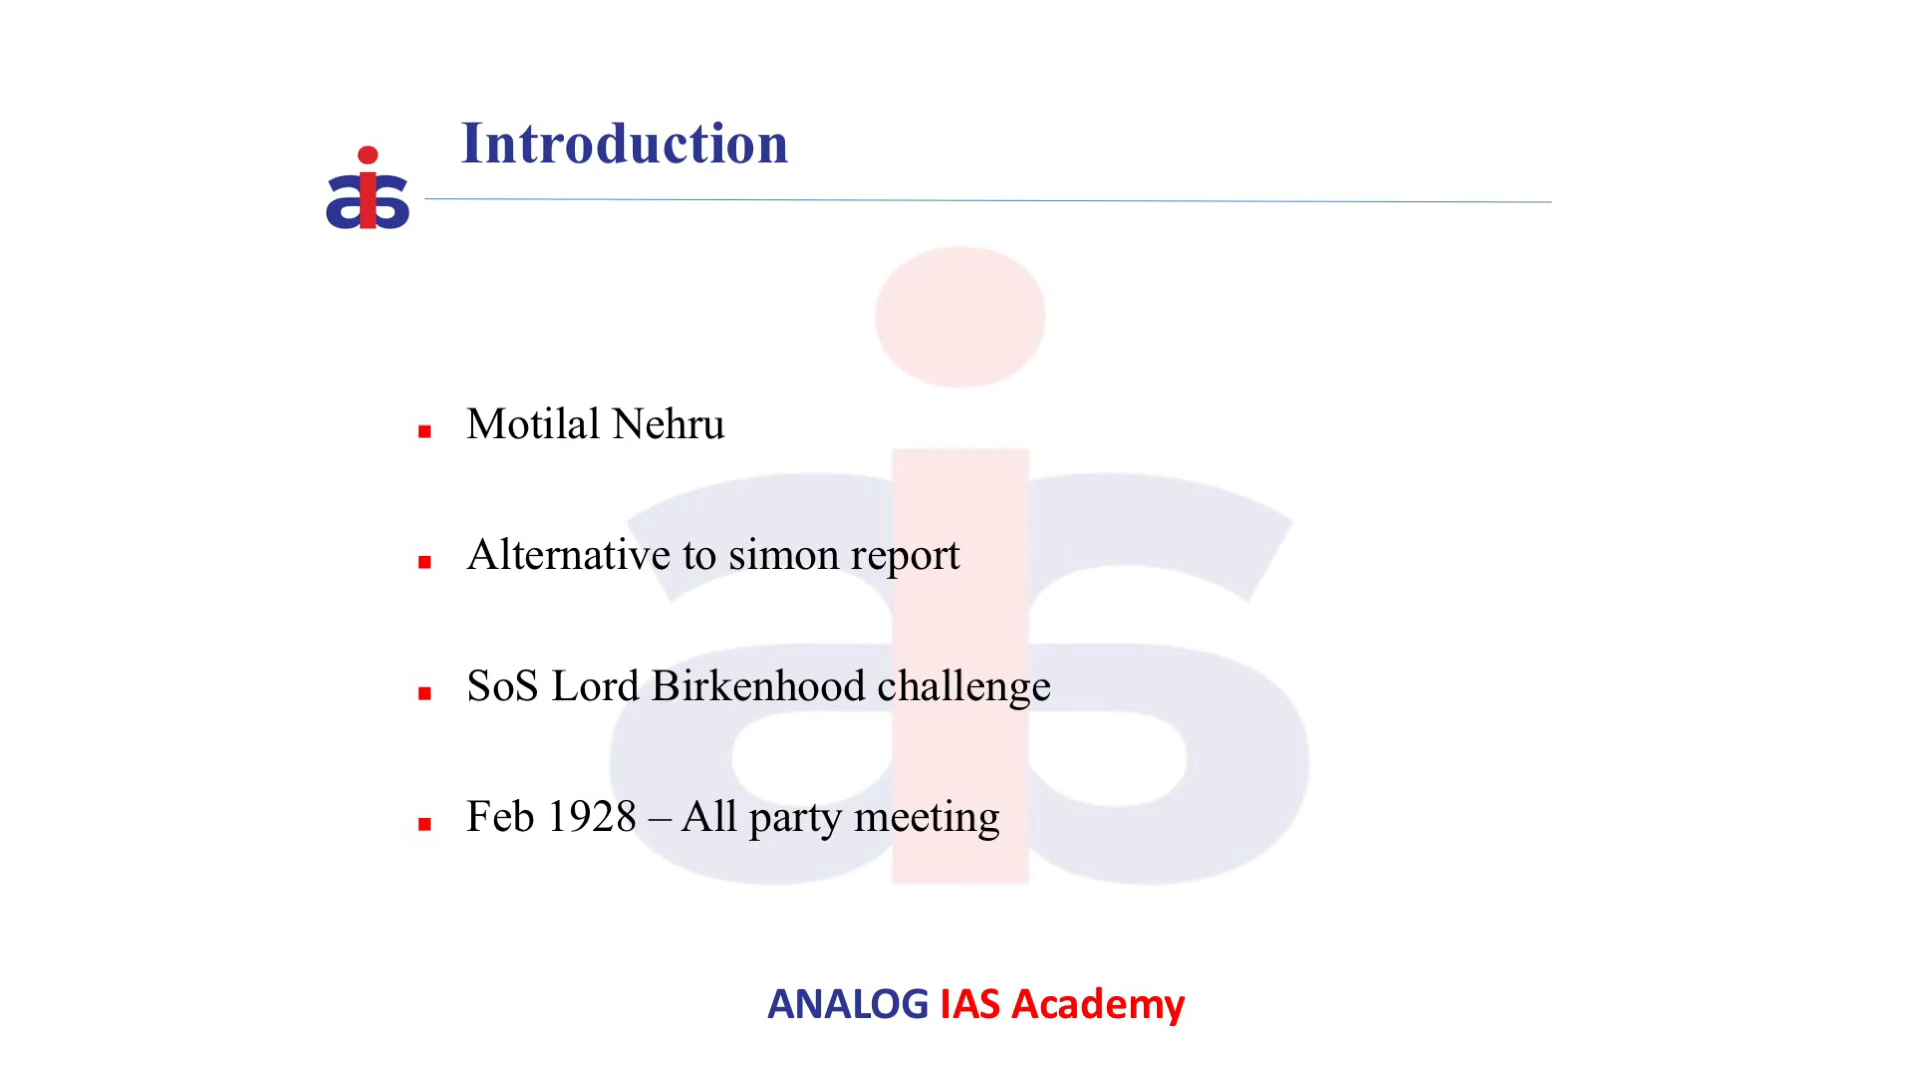 Introduction
Motilal Nehru
Alternative to simon report
SoS Lord Birkenhood challenge
Feb 1928 – All party meeting
ANALOG IAS Academy